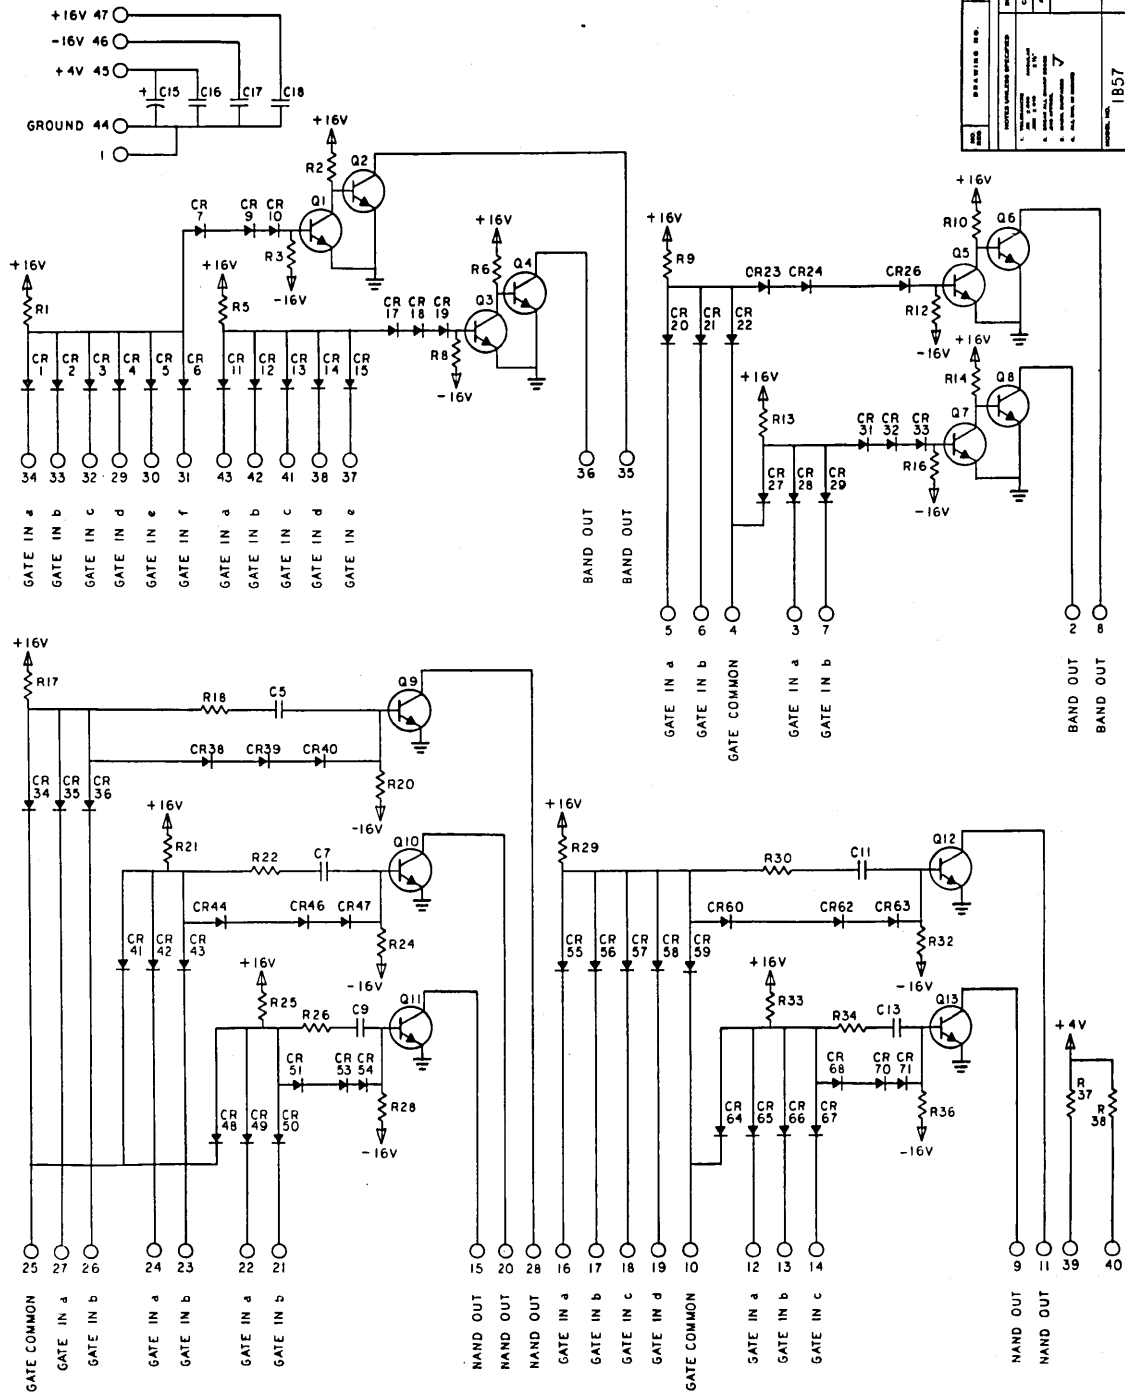 +16V 47
-16V 46
+4V 45
GROUND 44
1
+ C15 C16 C17 C18
+16V
R2
Q2
CR 7
CR 9
CR 10
Q1
R3
-16V
+16V
R1
+16V
R5
+16V
R6
Q4
Q3
CR 17
CR 18
CR 19
R8
-16V
CR 1
CR 2
CR 3
CR 4
CR 5
CR 6
CR 11
CR 12
CR 13
CR 14
CR 15
34 33 32 29 30 31 43 42 41 38 37 36 35
GATE IN a
GATE IN b
GATE IN c
GATE IN d
GATE IN e
GATE IN f
GATE IN a
GATE IN b
GATE IN c
GATE IN d
GATE IN e
BAND OUT
BAND OUT
DRAWING NO.
NOTES UNLESS SPECIFIED
MODEL NO.
1B57
+16V
R9
+16V
R10
Q6
Q5
CR23 CR24 CR26
R12
-16V
CR 20
CR 21
CR 22
+16V
R14
Q8
Q7
+16V
R13
CR 31
CR 32
CR 33
R16
-16V
CR 27
CR 28
CR 29
5 6 4 3 7 2 8
GATE IN a
GATE IN b
GATE COMMON
GATE IN a
GATE IN b
BAND OUT
BAND OUT
+16V
R17
R18 C5 Q9
CR38 CR39 CR40
R20
-16V
CR 34
CR 35
CR 36
+16V
R21
R22 C7 Q10
CR44 CR46 CR47
R24
-16V
CR 41
CR 42
CR 43
+16V
R25
R26 C9 Q11
CR 51
CR 53
CR 54
R28
-16V
CR 48
CR 49
CR 50
25 27 26 24 23 22 21 15 20 28
GATE COMMON
GATE IN a
GATE IN b
GATE IN a
GATE IN b
GATE IN a
GATE IN b
NAND OUT
NAND OUT
NAND OUT
+16V
R29
R30 C11 Q12
CR60 CR62 CR63
R32
-16V
CR 55
CR 56
CR 57
CR 58
CR 59
+16V
R33
R34 C13 Q13
CR 68
CR 70
CR 71
R36
-16V
CR 64
CR 65
CR 66
CR 67
+4V
R 37
R 38
16 17 18 19 10 12 13 14 9 11 39 40
GATE IN a
GATE IN b
GATE IN c
GATE IN d
GATE COMMON
GATE IN a
GATE IN b
GATE IN c
NAND OUT
NAND OUT